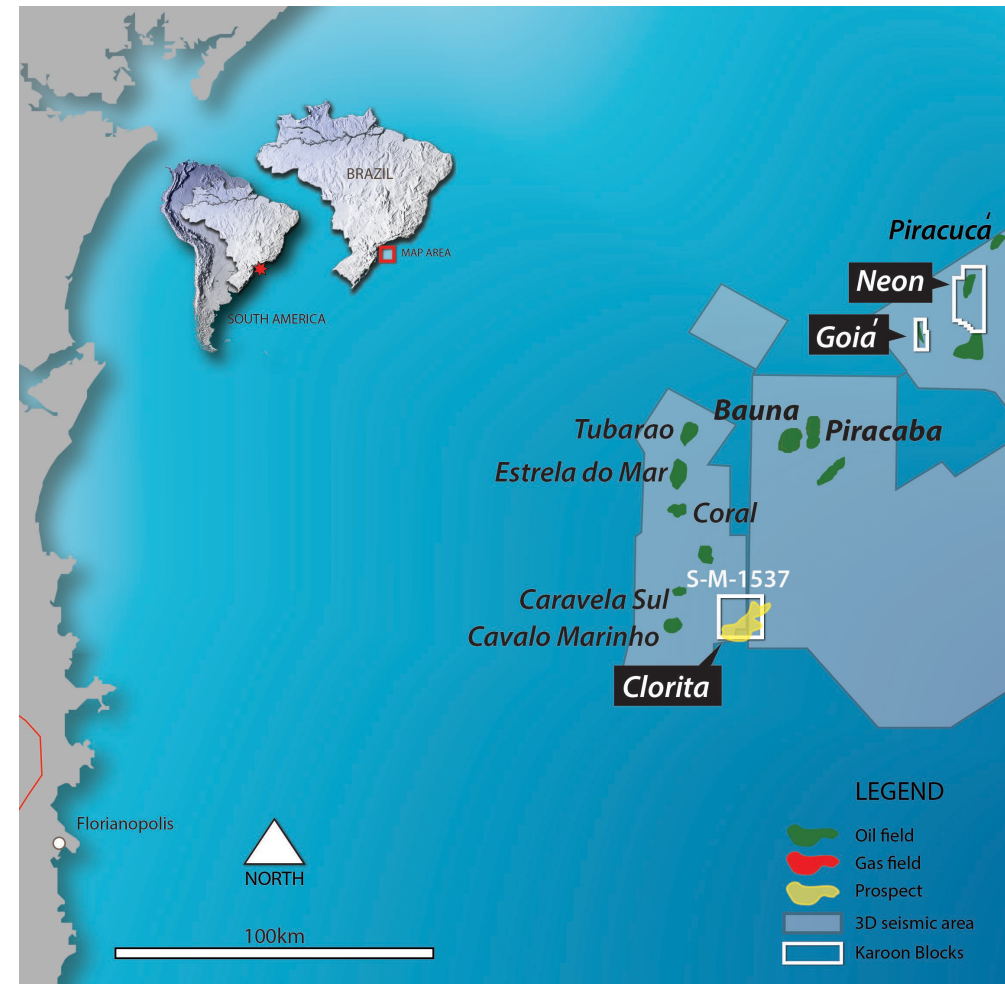 BRAZIL
MAP AREA
SOUTH AMERICA
Piracucá
Neon
Goiá
Bauna
Tubarao
Piracaba
Estrela do Mar
Coral
S-M-1537
Caravela Sul
Cavalo Marinho
Clorita
Florianopolis
NORTH
100km
LEGEND
Oil field
Gas field
Prospect
3D seismic area
Karoon Blocks